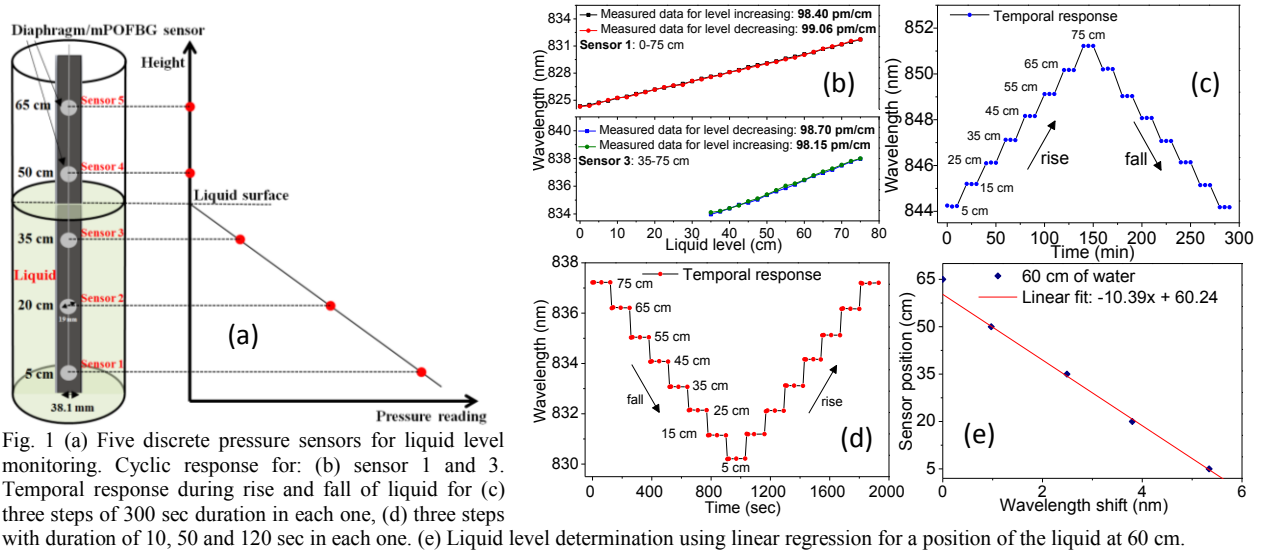 Diaphragm/mPOFBG sensor
Height
65 cm
Sensor 5
50 cm
Sensor 4
Liquid surface
35 cm
Sensor 3
Liquid
20 cm
Sensor 2
19 mm
(a)
5 cm
Sensor 1
38.1 mm
Pressure reading
Wavelength (nm)
834
831
828
825
Measured data for level increasing: 98.40 pm/cm
Measured data for level decreasing: 99.06 pm/cm
Sensor 1: 0-75 cm
(b)
840
838
836
834
Measured data for level decreasing: 98.70 pm/cm
Measured data for level increasing: 98.15 pm/cm
Sensor 3: 35-75 cm
0 10 20 30 40 50 60 70 80
Liquid level (cm)
Wavelength (nm)
852
850
848
846
844
Temporal response
75 cm
65 cm
55 cm
45 cm
35 cm
25 cm
15 cm
5 cm
rise
fall
(c)
0 50 100 150 200 250 300
Time (min)
Wavelength (nm)
838
836
834
832
830
Temporal response
75 cm
65 cm
55 cm
45 cm
35 cm
25 cm
15 cm
5 cm
fall
rise
(d)
0 400 800 1200 1600 2000
Time (sec)
Sensor position (cm)
65
50
35
20
5
60 cm of water
Linear fit: -10.39x + 60.24
(e)
0 2 4 6
Wavelength shift (nm)
Fig. 1 (a) Five discrete pressure sensors for liquid level
monitoring. Cyclic response for: (b) sensor 1 and 3.
Temporal response during rise and fall of liquid for (c)
three steps of 300 sec duration in each one, (d) three steps
with duration of 10, 50 and 120 sec in each one. (e) Liquid level determination using linear regression for a position of the liquid at 60 cm.